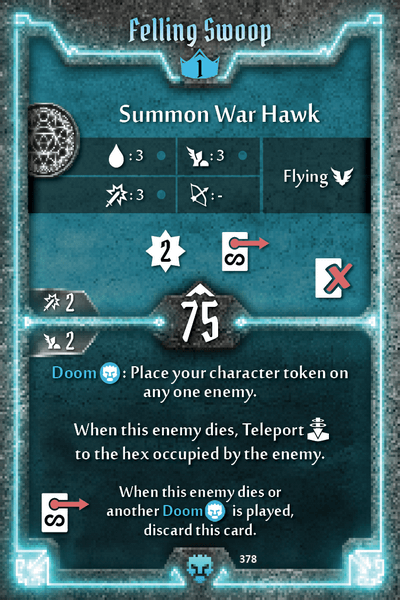 Felling Swoop
1
Summon War Hawk
: 3 : 3
Flying
: 3 : -
2
S
2
75
2
Doom : Place your character token on
any one enemy.
When this enemy dies, Teleport
to the hex occupied by the enemy.
When this enemy dies or
another Doom is played,
discard this card.
S
378